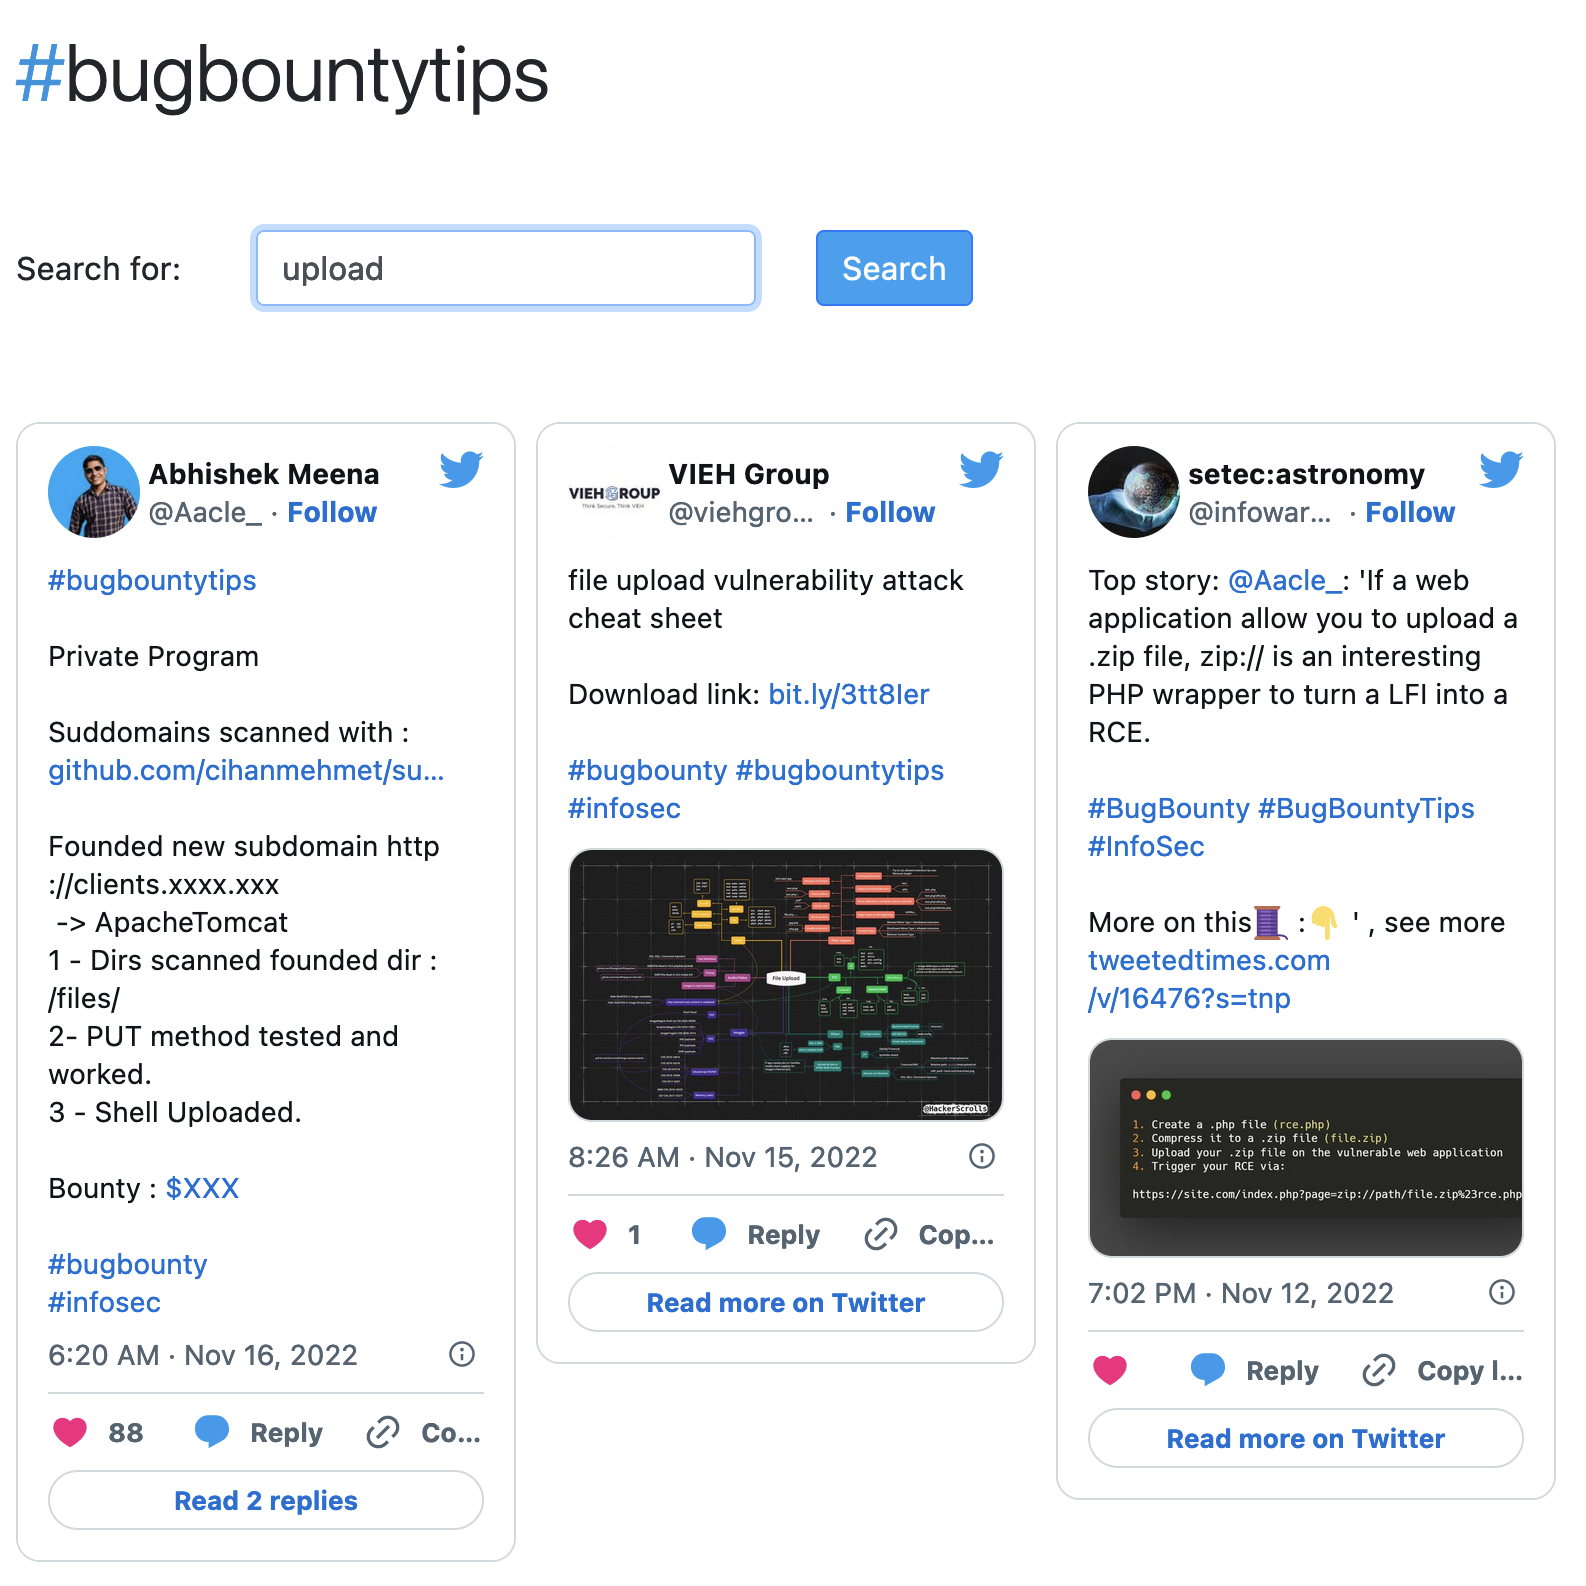 #bugbountytips
Search for:
upload
Search
Abhishek Meena
@Aacle_ · Follow
#bugbountytips
Private Program
Suddomains scanned with :
github.com/cihanmehmet/su...
Founded new subdomain http
://clients.xxxx.xxx
-> ApacheTomcat
1 - Dirs scanned founded dir :
/files/
2- PUT method tested and
worked.
3 - Shell Uploaded.
Bounty : $XXX
#bugbounty
#infosec
6:20 AM · Nov 16, 2022
88 Reply Co...
Read 2 replies
VIEH GROUP
Think Secure, Think VIEH
VIEH Group
@viehgro... · Follow
file upload vulnerability attack
cheat sheet
Download link: bit.ly/3tt8Ier
#bugbounty #bugbountytips
#infosec
File Upload
@HackerScrolls
8:26 AM · Nov 15, 2022
1 Reply Cop...
Read more on Twitter
setec:astronomy
@infowar... · Follow
Top story: @Aacle_: 'If a web
application allow you to upload a
.zip file, zip:// is an interesting
PHP wrapper to turn a LFI into a
RCE.
#BugBounty #BugBountyTips
#InfoSec
More on this🧵 :👇 ' , see more
tweetedtimes.com
/v/16476?s=tnp
1. Create a .php file (rce.php)
2. Compress it to a .zip file (file.zip)
3. Upload your .zip file on the vulnerable web application
4. Trigger your RCE via:
https://site.com/index.php?page=zip://path/file.zip%23rce.php
7:02 PM · Nov 12, 2022
Reply Copy l...
Read more on Twitter